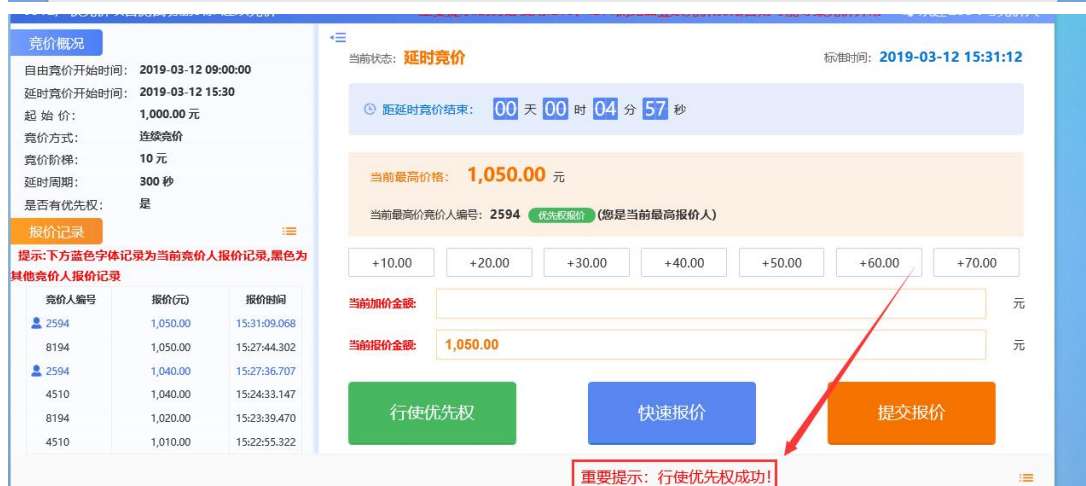 竞价概况
自由竞价开始时间： 2019-03-12 09:00:00
延时竞价开始时间： 2019-03-12 15:30
起 始 价： 1,000.00 元
竞价方式： 连续竞价
竞价阶梯： 10 元
延时周期： 300 秒
是否有优先权： 是
报价记录
提示:下方蓝色字体记录为当前竞价人报价记录,黑色为
其他竞价人报价记录
竞价人编号 报价(元) 报价时间
2594 1,050.00 15:31:09.068
8194 1,050.00 15:27:44.302
2594 1,040.00 15:27:36.707
4510 1,040.00 15:24:33.147
8194 1,020.00 15:23:39.470
4510 1,010.00 15:22:55.322
当前状态: 延时竞价 标准时间: 2019-03-12 15:31:12
距延时竞价结束： 00 天 00 时 04 分 57 秒
当前最高价格： 1,050.00 元
当前最高价竞价人编号：2594 优先权报价 (您是当前最高报价人)
+10.00 +20.00 +30.00 +40.00 +50.00 +60.00 +70.00
当前加价金额: 元
当前报价金额: 1,050.00 元
行使优先权 快速报价 提交报价
重要提示：行使优先权成功！